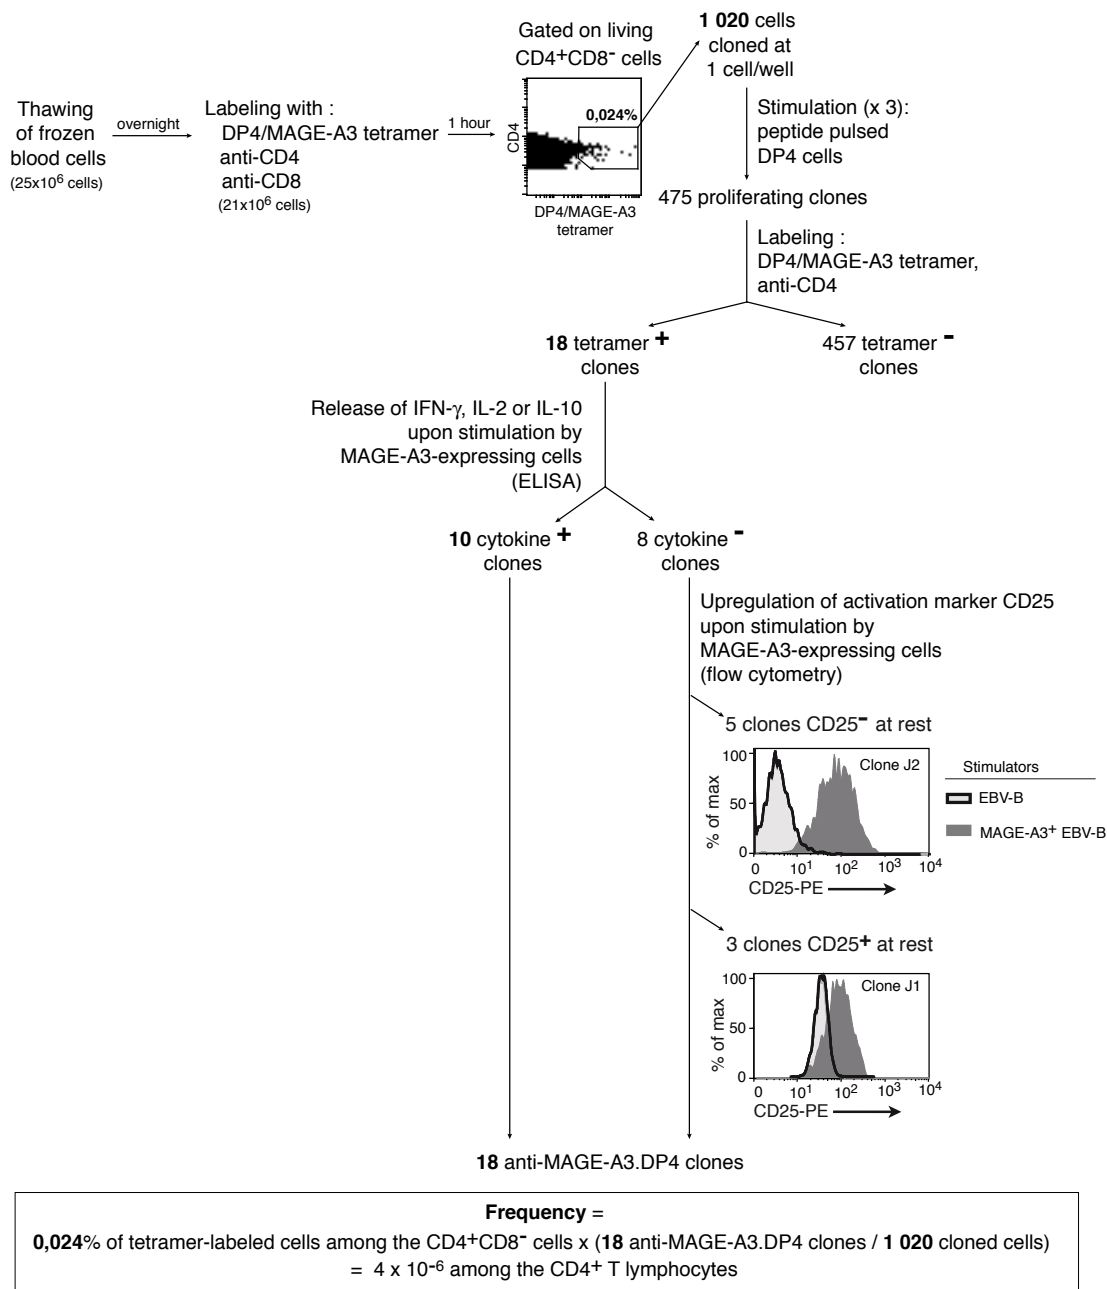 Thawing
of frozen
blood cells
(25x10⁶ cells)
overnight
Labeling with :
DP4/MAGE-A3 tetramer
anti-CD4
anti-CD8
(21x10⁶ cells)
1 hour
Gated on living
CD4⁺CD8⁻ cells
0,024%
CD4
DP4/MAGE-A3
tetramer
1 020 cells
cloned at
1 cell/well
Stimulation (x 3):
peptide pulsed
DP4 cells
475 proliferating clones
Labeling :
DP4/MAGE-A3 tetramer,
anti-CD4
18 tetramer +
clones
457 tetramer -
clones
Release of IFN-γ, IL-2 or IL-10
upon stimulation by
MAGE-A3-expressing cells
(ELISA)
10 cytokine +
clones
8 cytokine -
clones
Upregulation of activation marker CD25
upon stimulation by
MAGE-A3-expressing cells
(flow cytometry)
5 clones CD25⁻ at rest
100
50
0
% of max
Clone J2
0 10¹ 10² 10³ 10⁴
CD25-PE
Stimulators
EBV-B
MAGE-A3⁺ EBV-B
3 clones CD25⁺ at rest
100
50
0
% of max
Clone J1
0 10¹ 10² 10³ 10⁴
CD25-PE
18 anti-MAGE-A3.DP4 clones
Frequency =
0,024% of tetramer-labeled cells among the CD4⁺CD8⁻ cells x (18 anti-MAGE-A3.DP4 clones / 1 020 cloned cells)
= 4 x 10⁻⁶ among the CD4⁺ T lymphocytes